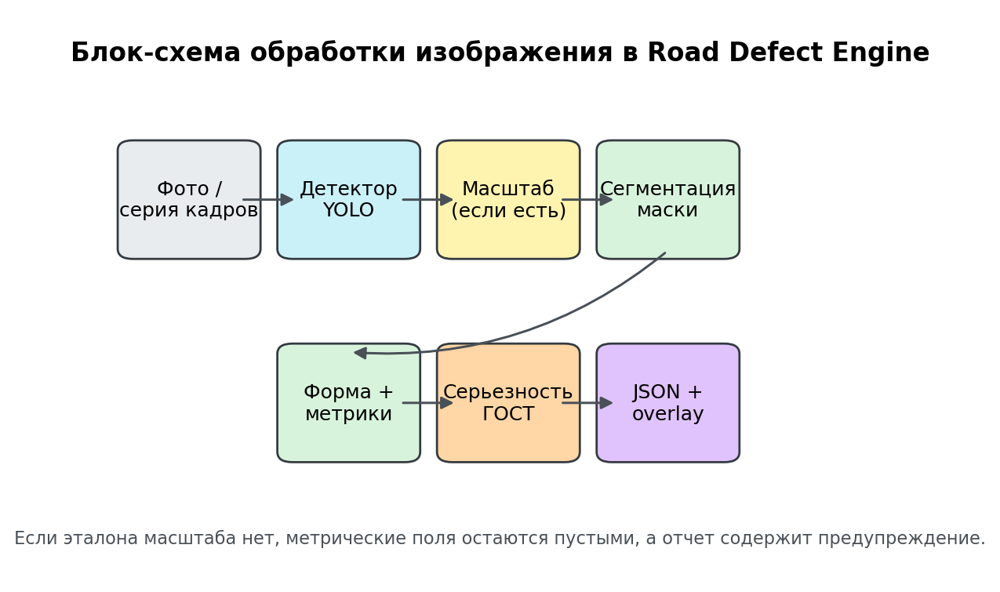 Блок-схема обработки изображения в Road Defect Engine
Фото /
серия кадров
Детектор
YOLO
Масштаб
(если есть)
Сегментация
маски
Форма +
метрики
Серьезность
ГОСТ
JSON +
overlay
Если эталона масштаба нет, метрические поля остаются пустыми, а отчет содержит предупреждение.